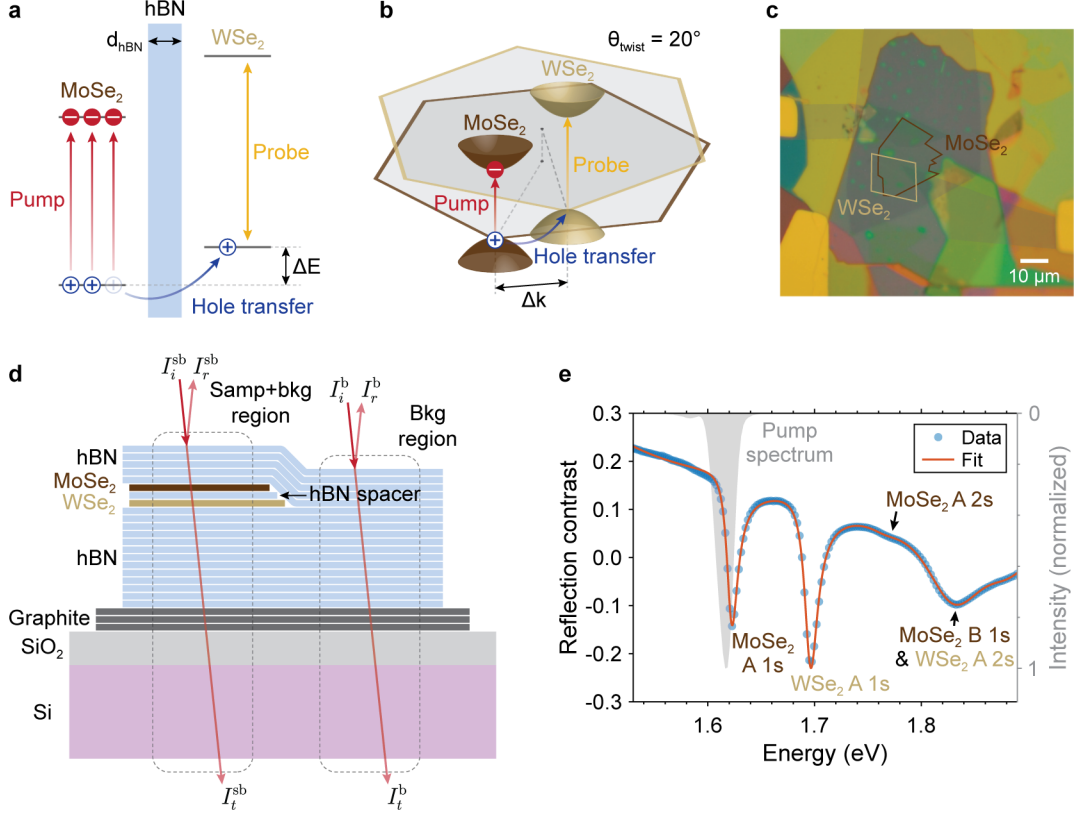 a
hBN
d_hBN
WSe₂
MoSe₂
Pump
Probe
ΔE
Hole transfer
b
θ_twist = 20°
WSe₂
MoSe₂
Probe
Pump
Hole transfer
Δk
c
MoSe₂
WSe₂
10 µm
d
I_i^sb I_r^sb
Samp+bkg
region
I_i^b I_r^b
Bkg
region
hBN
MoSe₂
WSe₂
hBN spacer
hBN
Graphite
SiO₂
Si
I_t^sb
I_t^b
e
Reflection contrast
0.3
0.2
0.1
0.0
-0.1
-0.2
-0.3
Pump
spectrum
Data
Fit
MoSe₂ A 2s
MoSe₂
A 1s
WSe₂ A 1s
MoSe₂ B 1s
& WSe₂ A 2s
0
1
Intensity (normalized)
1.6
1.7
1.8
Energy (eV)